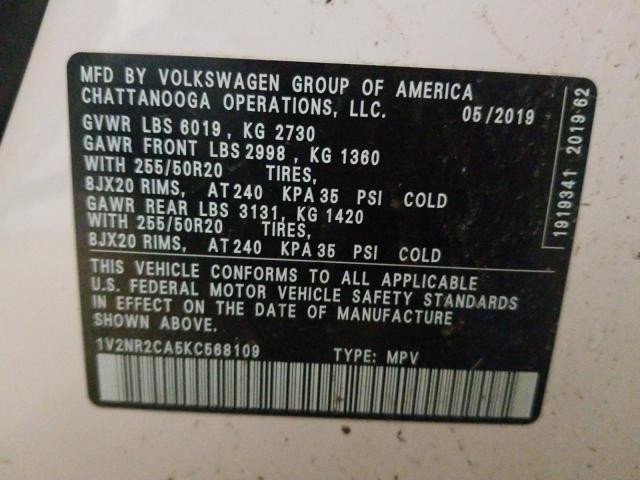 MFD BY VOLKSWAGEN GROUP OF AMERICA
CHATTANOOGA OPERATIONS, LLC. 05/2019
GVWR LBS 6019, KG 2730
GAWR FRONT LBS 2998, KG 1360
WITH 255/50R20 TIRES,
8JX20 RIMS, AT 240 KPA 35 PSI COLD
GAWR REAR LBS 3131, KG 1420
WITH 255/50R20 TIRES,
8JX20 RIMS, AT 240 KPA 35 PSI COLD
THIS VEHICLE CONFORMS TO ALL APPLICABLE
U.S. FEDERAL MOTOR VEHICLE SAFETY STANDARDS
IN EFFECT ON THE DATE OF MANUFACTURE
SHOWN ABOVE.
1V2NR2CA5KC568109 TYPE: MPV
1919341 2019 62